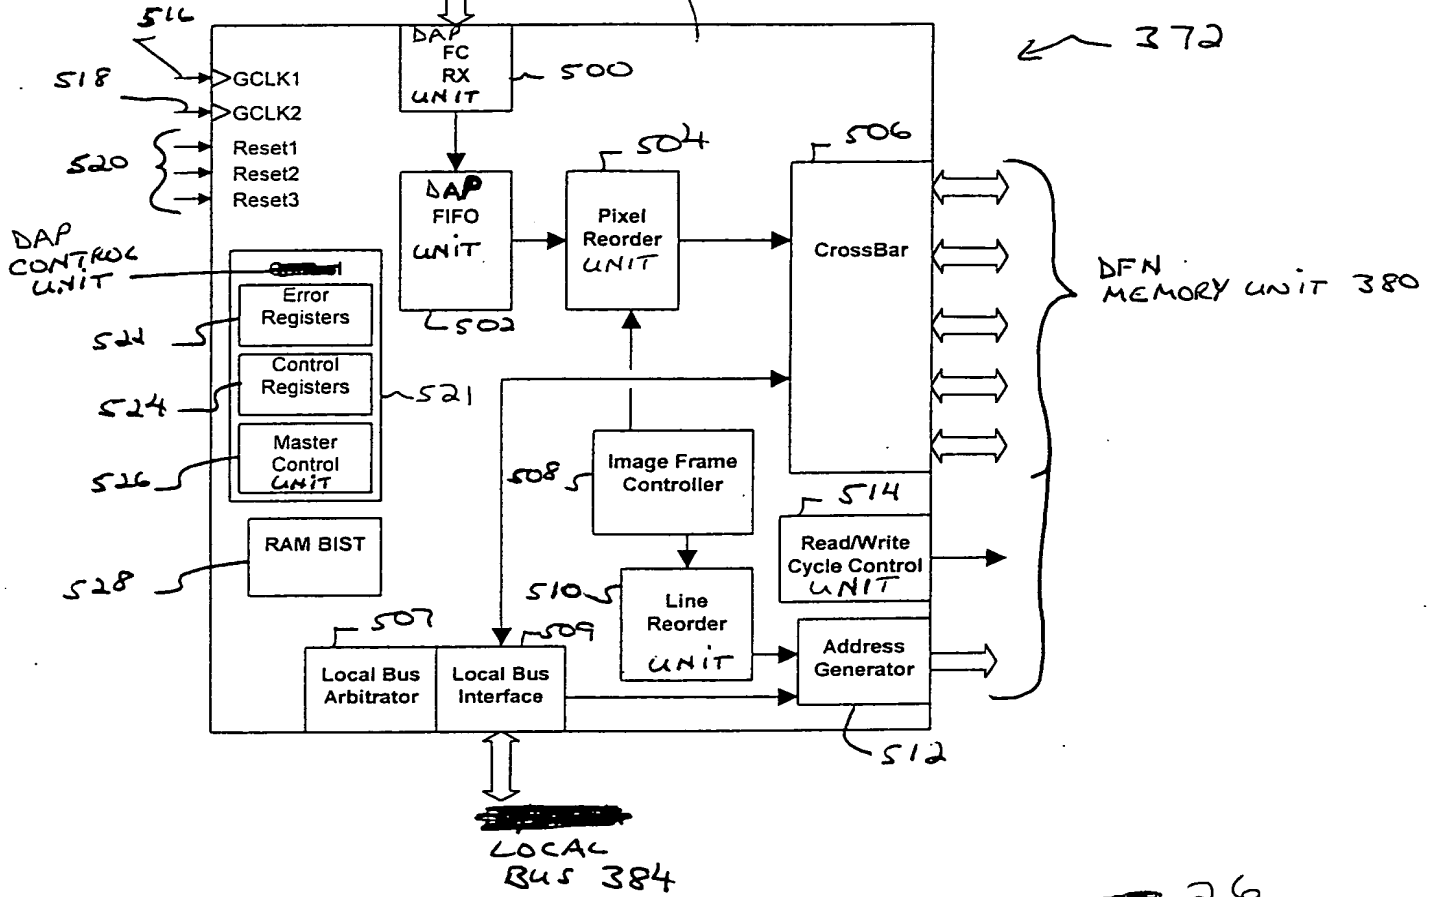 516
372
DAP
FC
RX
UNIT
500
518
GCLK1
GCLK2
520
Reset1
Reset2
Reset3
504
506
DAP
FIFO
UNIT
502
Pixel
Reorder
UNIT
CrossBar
DAP
CONTROL
UNIT
DFN
MEMORY UNIT 380
Error
Registers
522
Control
Registers
524
521
Master
Control
UNIT
526
508
Image Frame
Controller
514
Read/Write
Cycle Control
UNIT
RAM BIST
528
510
Line
Reorder
UNIT
507
509
Local Bus
Arbitrator
Local Bus
Interface
Address
Generator
512
LOCAL
BUS 384
26